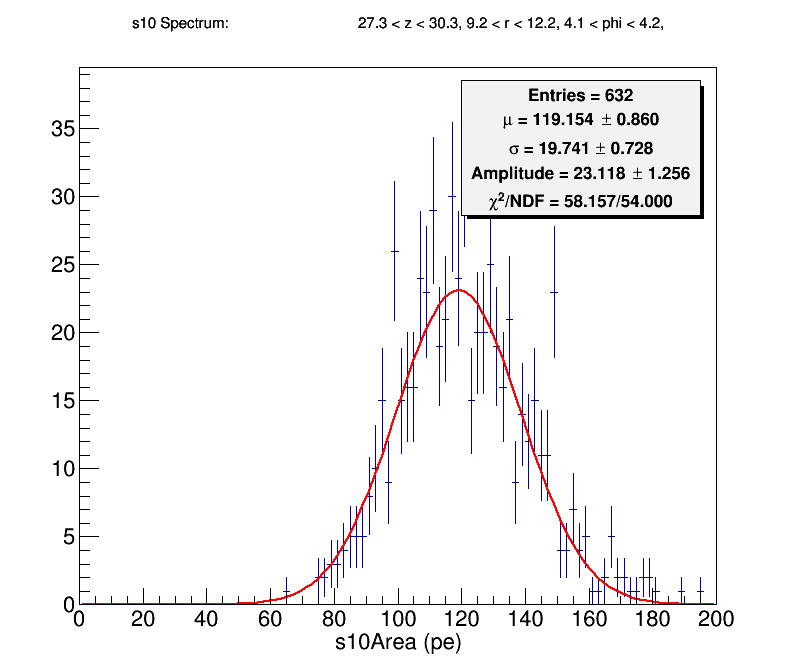 s10 Spectrum: 27.3 < z < 30.3, 9.2 < r < 12.2, 4.1 < phi < 4.2,
Entries = 632
μ = 119.154 ± 0.860
σ = 19.741 ± 0.728
Amplitude = 23.118 ± 1.256
χ²/NDF = 58.157/54.000
35
30
25
20
15
10
5
0
0 20 40 60 80 100 120 140 160 180 200
s10Area (pe)